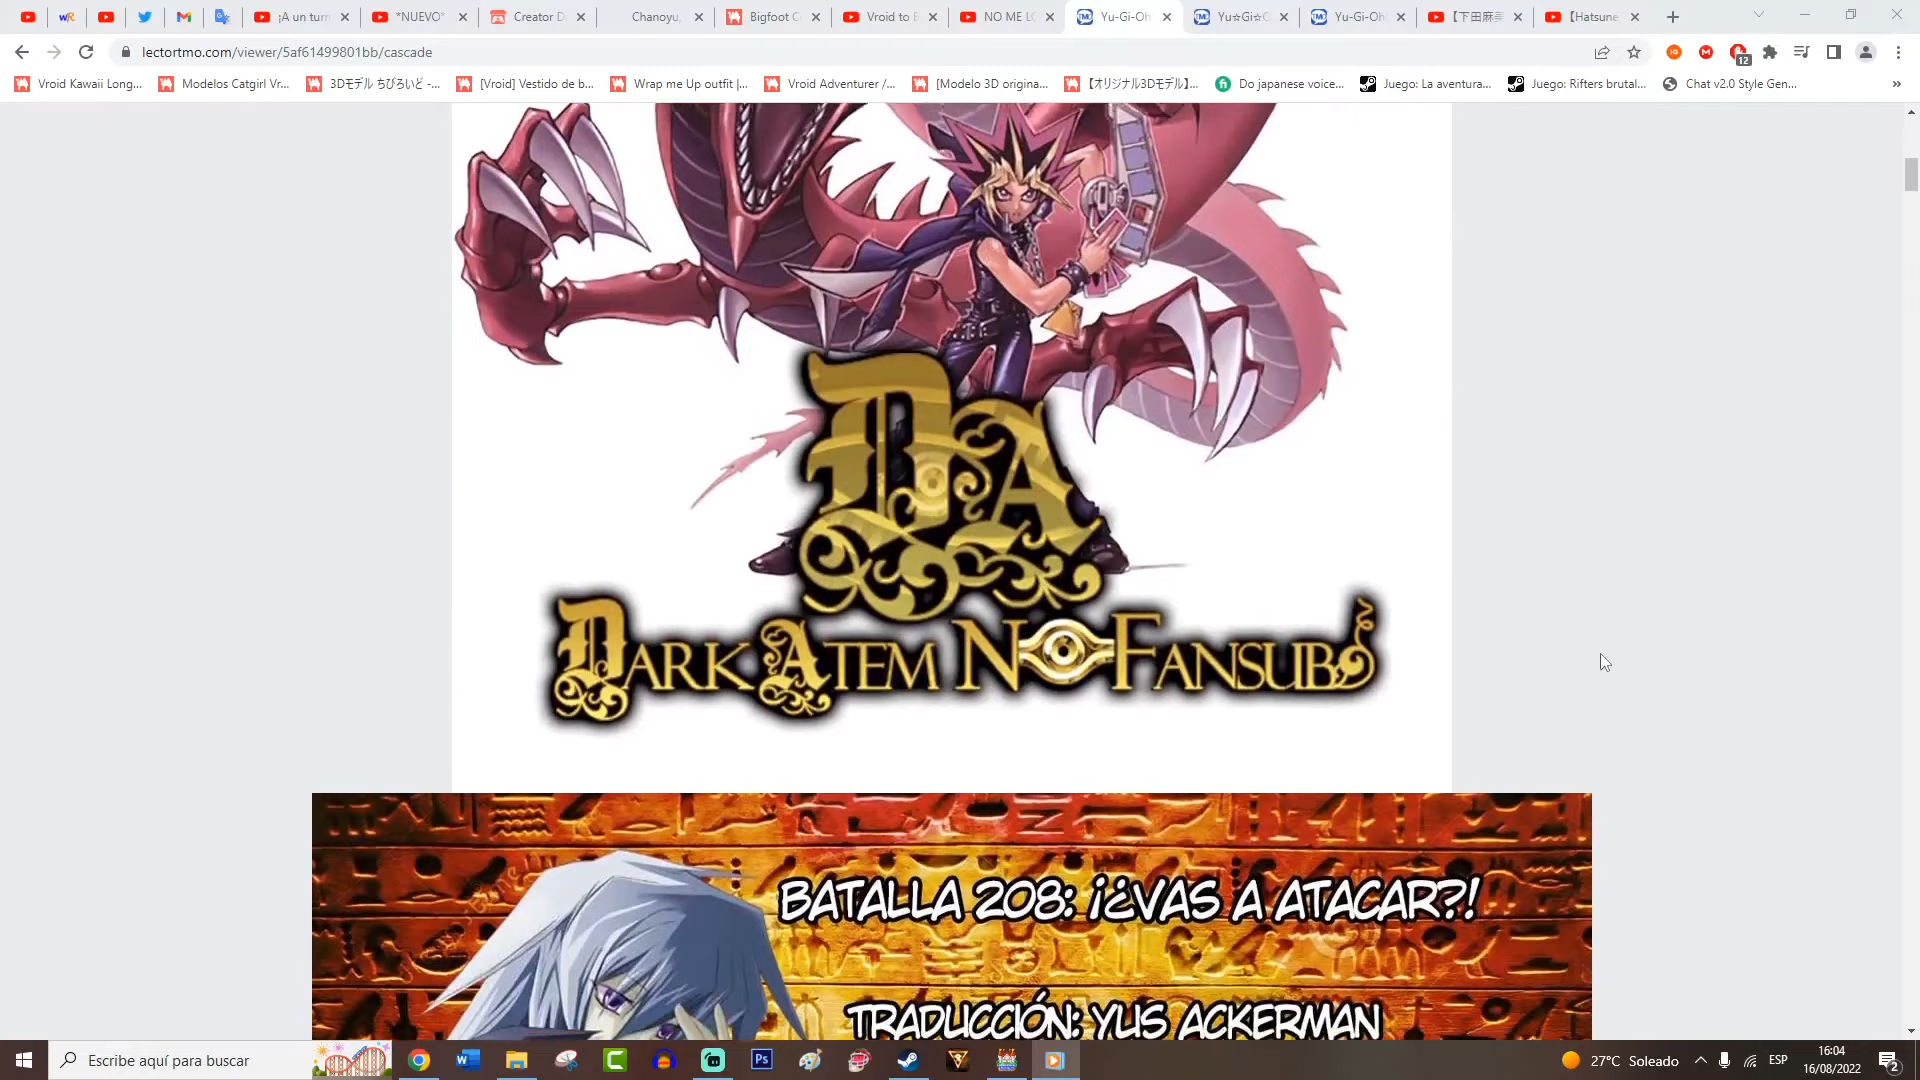 ¡A un turn
*NUEVO*
Creator D
Chanoyu,
Bigfoot C
Vroid to B
NO ME LO
Yu-Gi-Oh
Yu☆Gi☆O
Yu-Gi-Oh
【下田麻美
【Hatsune
lectortmo.com/viewer/5af61499801bb/cascade
12
Vroid Kawaii Long...
Modelos Catgirl Vr...
3Dモデル ちびろいど -...
[Vroid] Vestido de b...
Wrap me Up outfit |...
Vroid Adventurer /...
[Modelo 3D origina...
【オリジナル3Dモデル】...
Do japanese voice...
Juego: La aventura...
Juego: Rifters brutal...
Chat v2.0 Style Gen...
DA
DARK ATEM NO FANSUB
BATALLA 208: ¡¿VAS A ATACAR?!
TRADUCCIÓN: YUS ACKERMAN
Escribe aquí para buscar
27°C Soleado
ESP
16:04
16/08/2022
2